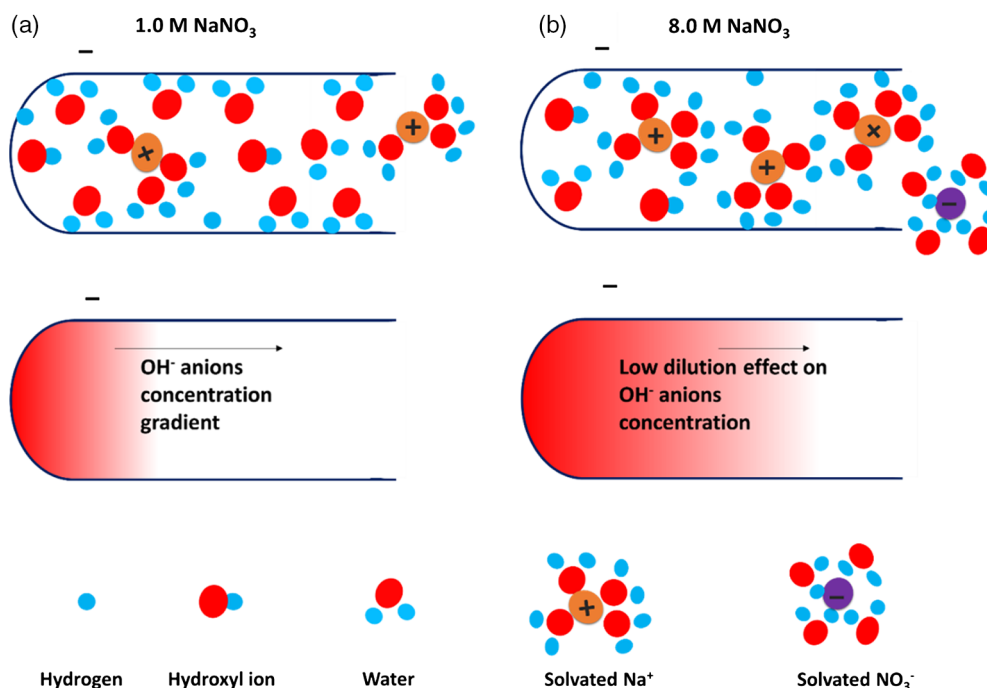 (a)
1.0 M NaNO₃
(b)
8.0 M NaNO₃
−
−
+
+
+
+
+
−
−
−
OH⁻ anions
concentration
gradient
Low dilution effect on
OH⁻ anions
concentration
+
−
Hydrogen
Hydroxyl ion
Water
Solvated Na⁺
Solvated NO₃⁻